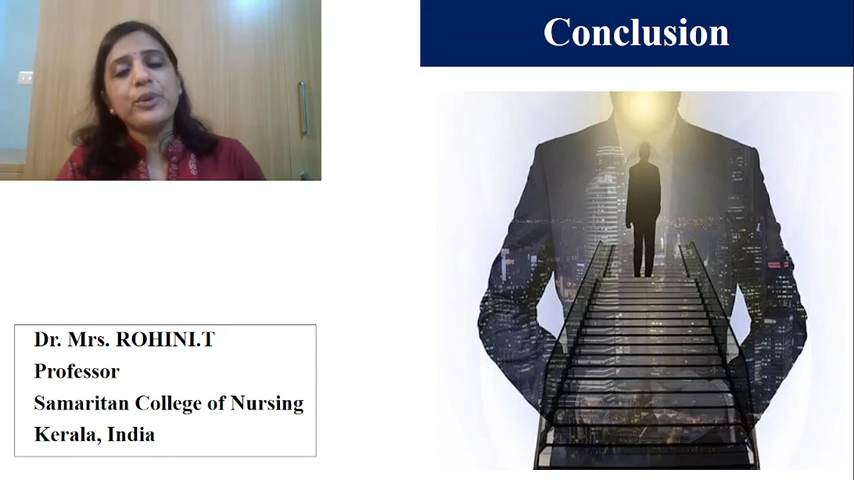 Conclusion
Dr. Mrs. ROHINI.T
Professor
Samaritan College of Nursing
Kerala, India